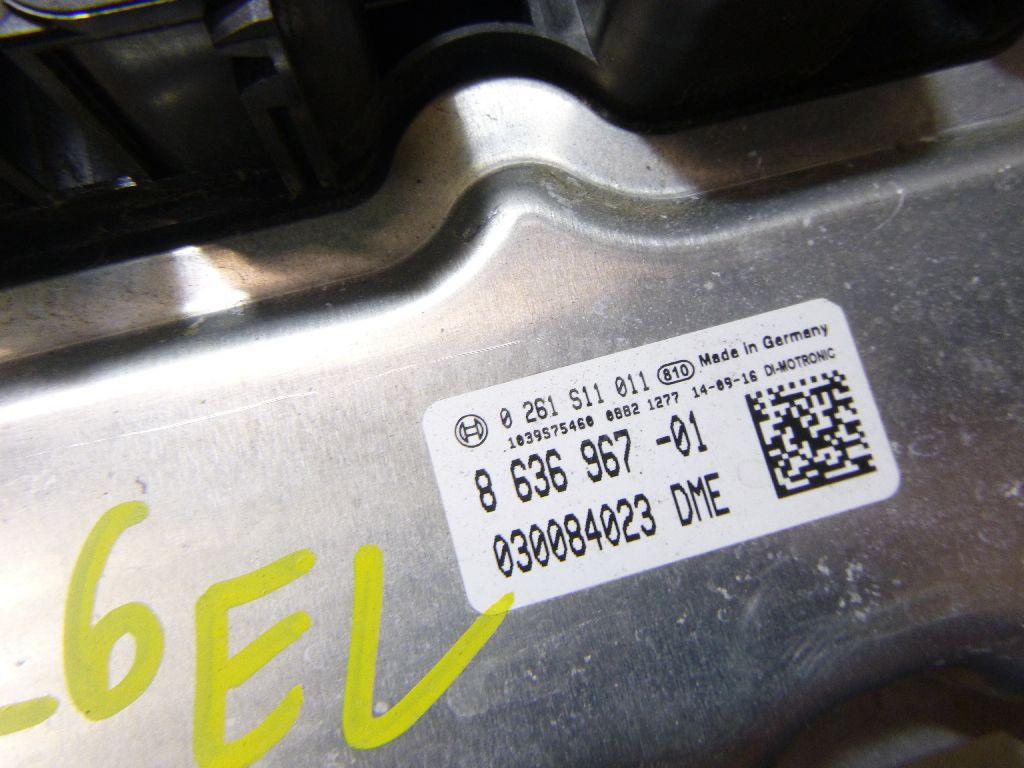 0 261 S11 011 810 Made in Germany
1039S75460 0882 1277 14-09-16 DI-MOTRONIC
8 636 967 -01
030084023 DME
6EL